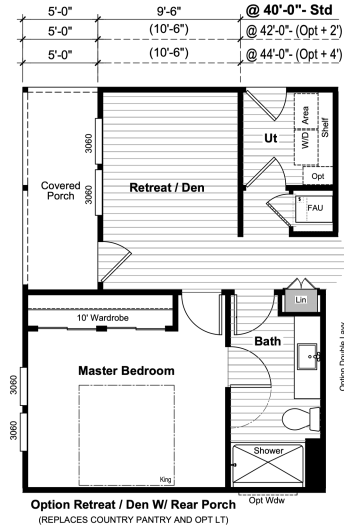 5'-0" 9'-6" @ 40'-0"- Std
5'-0" (10'-6") @ 42'-0"- (Opt + 2')
5'-0" (10'-6") @ 44'-0"- (Opt + 4')
3060
3060
Covered
Porch
Retreat / Den
Ut
W/D Area
Shelf
Opt
FAU
Lin
10' Wardrobe
Bath
Master Bedroom
3060
3060
King
Shower
Option Double Lavy
Opt Wdw
Option Retreat / Den W/ Rear Porch
(REPLACES COUNTRY PANTRY AND OPT LT)